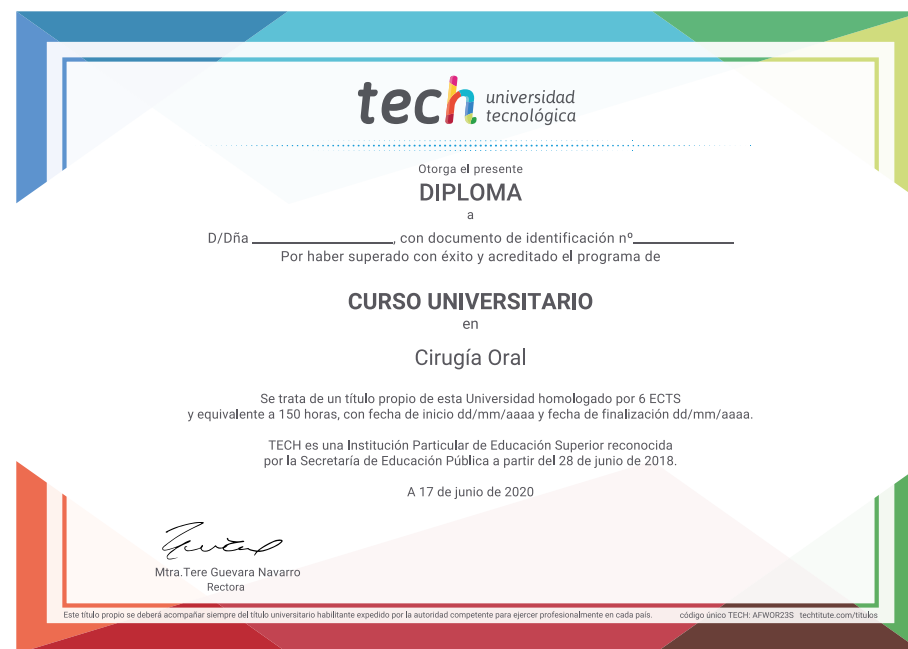 tech universidad
tecnológica
Otorga el presente
DIPLOMA
a
D/Dña ____________, con documento de identificación nº____________
Por haber superado con éxito y acreditado el programa de
CURSO UNIVERSITARIO
en
Cirugía Oral
Se trata de un título propio de esta Universidad homologado por 6 ECTS
y equivalente a 150 horas, con fecha de inicio dd/mm/aaaa y fecha de finalización dd/mm/aaaa.
TECH es una Institución Particular de Educación Superior reconocida
por la Secretaría de Educación Pública a partir del 28 de junio de 2018.
A 17 de junio de 2020
Mtra.Tere Guevara Navarro
Rectora
Este título propio se deberá acompañar siempre del título universitario habilitante expedido por la autoridad competente para ejercer profesionalmente en cada país. código único TECH: AFWOR23S techtitute.com/titulos